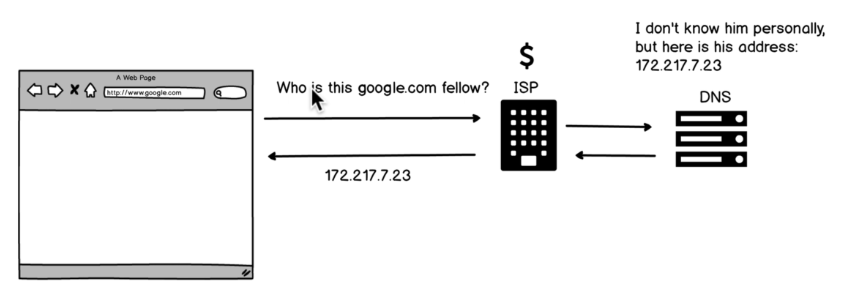 I don't know him personally,
but here is his address:
172.217.7.23
$
A Web Page
http://www.google.com
Who is this google.com fellow?
ISP
DNS
172.217.7.23